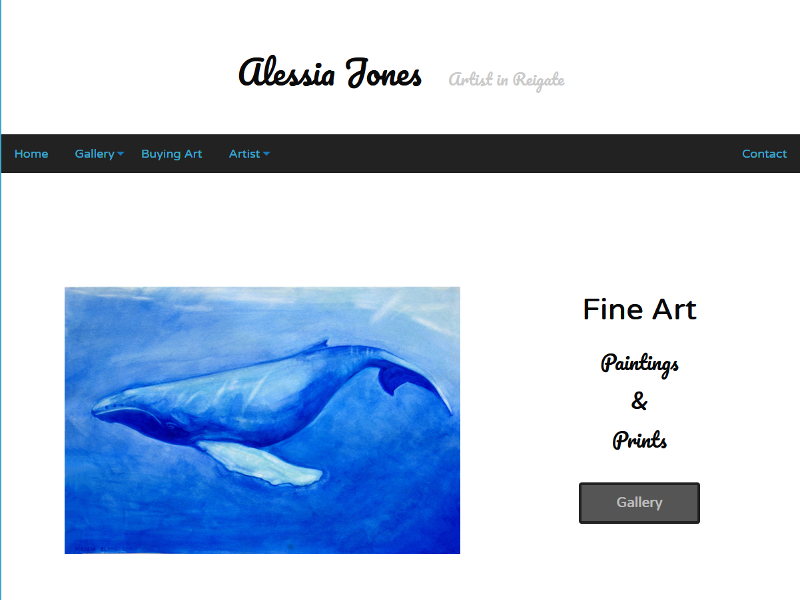 Alessia Jones Artist in Reigate
Home Gallery Buying Art Artist Contact
Fine Art
Paintings
&
Prints
Gallery